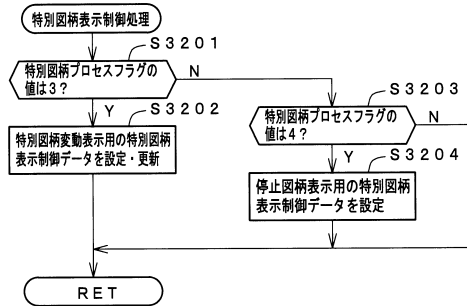 特別図柄表示制御処理
S3201
特別図柄プロセスフラグの
値は3?
N
Y
S3202
特別図柄変動表示用の特別図柄
表示制御データを設定・更新
S3203
特別図柄プロセスフラグの
値は4?
N
Y
S3204
停止図柄表示用の特別図柄
表示制御データを設定
RET